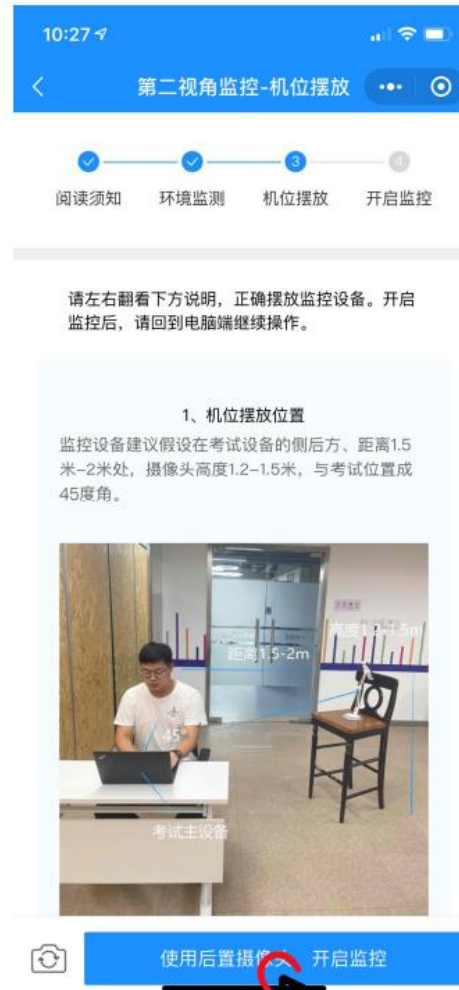 10:27
第二视角监控-机位摆放
3
4
阅读须知
环境监测
机位摆放
开启监控
请左右翻看下方说明，正确摆放监控设备。开启
监控后，请回到电脑端继续操作。
1、机位摆放位置
监控设备建议假设在考试设备的侧后方、距离1.5
米-2米处，摄像头高度1.2-1.5米，与考试位置成
45度角。
高度1.2-1.5m
距离1.5-2m
45°
考试主设备
使用后置摄像头 开启监控